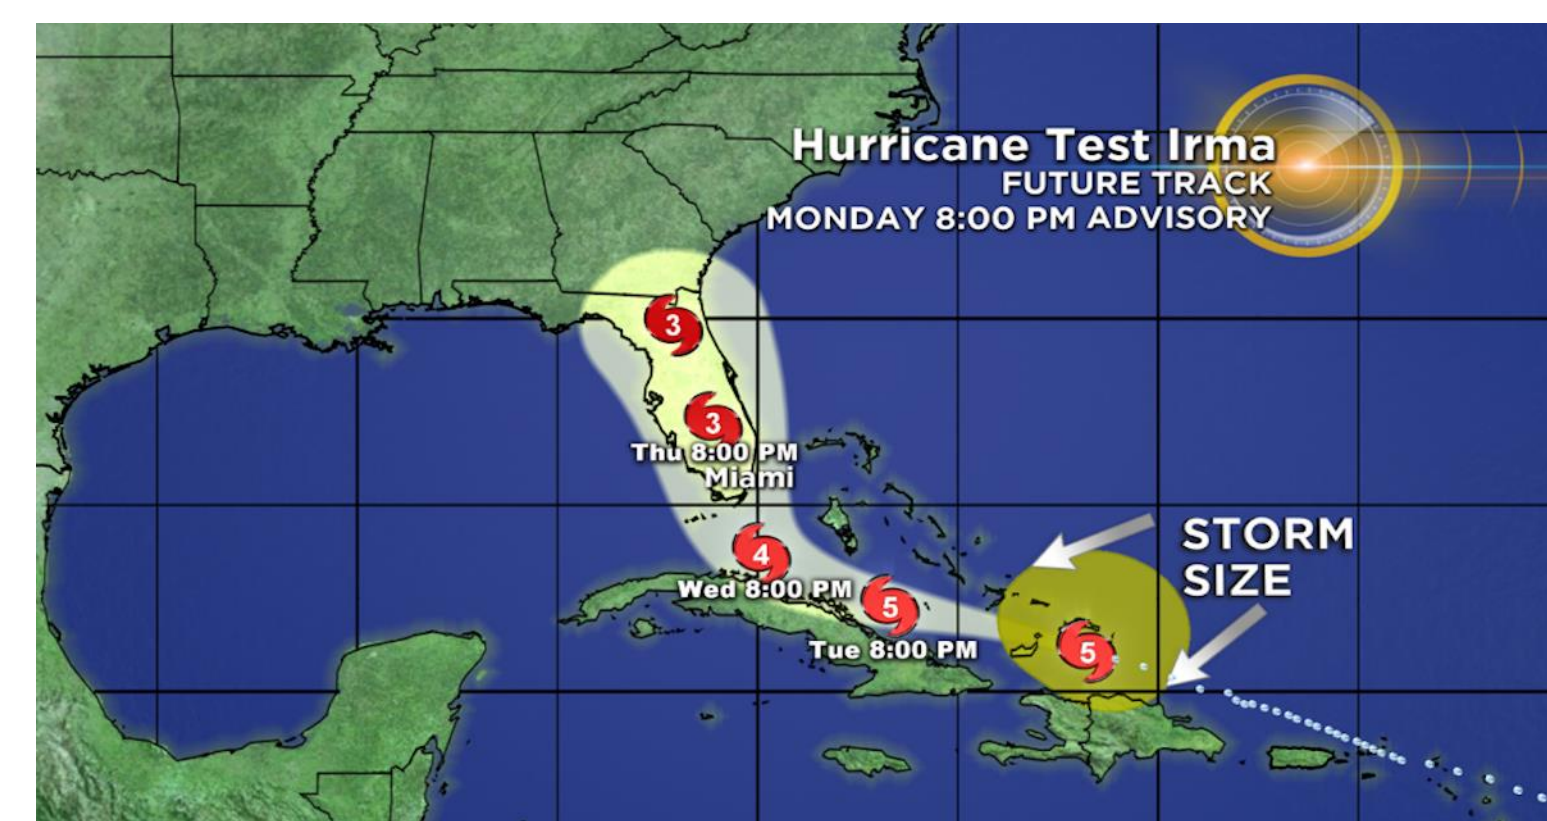 Hurricane Test Irma
FUTURE TRACK
MONDAY 8:00 PM ADVISORY
3
3
Thu 8:00 PM
Miami
4
Wed 8:00 PM
5
Tue 8:00 PM
5
STORM
SIZE